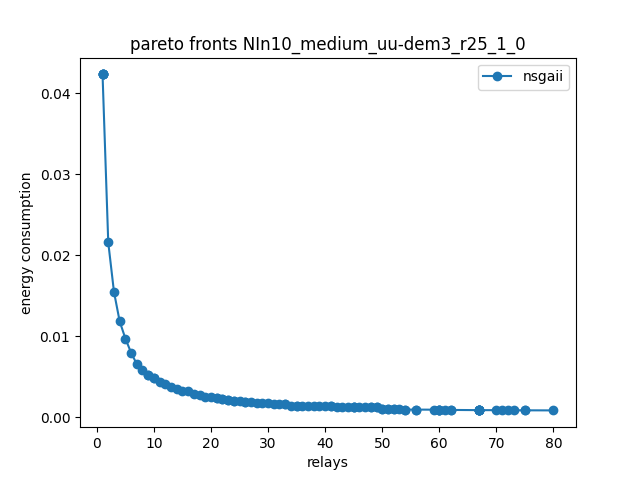 pareto fronts NIn10_medium_uu-dem3_r25_1_0
nsgaii
0.04
0.03
0.02
0.01
0.00
energy consumption
0 10 20 30 40 50 60 70 80
relays